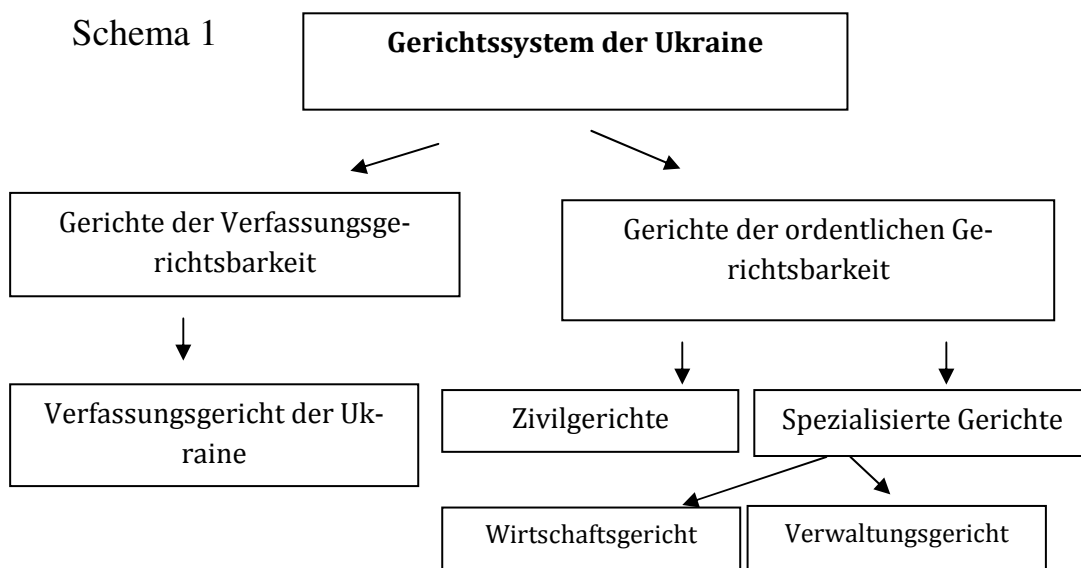 Schema 1
Gerichtssystem der Ukraine
Gerichte der Verfassungsge-
richtsbarkeit
Gerichte der ordentlichen Ge-
richtsbarkeit
Verfassungsgericht der Uk-
raine
Zivilgerichte
Spezialisierte Gerichte
Wirtschaftsgericht
Verwaltungsgericht